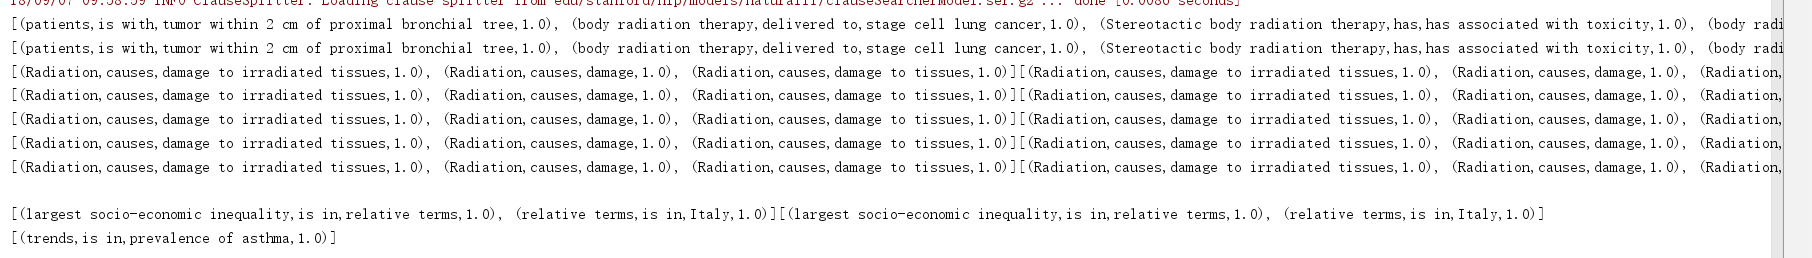 18/09/07 09:58:59 INFO ClauseSplitter: Loading clause splitter from edu/stanford/nlp/models/naturalli/clauseSearcherModel.ser.gz ... done [0.0086 seconds]
[(patients,is with,tumor within 2 cm of proximal bronchial tree,1.0), (body radiation therapy,delivered to,stage cell lung cancer,1.0), (Stereotactic body radiation therapy,has,has associated with toxicity,1.0), (body radi
[(patients,is with,tumor within 2 cm of proximal bronchial tree,1.0), (body radiation therapy,delivered to,stage cell lung cancer,1.0), (Stereotactic body radiation therapy,has,has associated with toxicity,1.0), (body radi
[(Radiation,causes,damage to irradiated tissues,1.0), (Radiation,causes,damage,1.0), (Radiation,causes,damage to tissues,1.0)][(Radiation,causes,damage to irradiated tissues,1.0), (Radiation,causes,damage,1.0), (Radiation,
[(Radiation,causes,damage to irradiated tissues,1.0), (Radiation,causes,damage,1.0), (Radiation,causes,damage to tissues,1.0)][(Radiation,causes,damage to irradiated tissues,1.0), (Radiation,causes,damage,1.0), (Radiation,
[(Radiation,causes,damage to irradiated tissues,1.0), (Radiation,causes,damage,1.0), (Radiation,causes,damage to tissues,1.0)][(Radiation,causes,damage to irradiated tissues,1.0), (Radiation,causes,damage,1.0), (Radiation,
[(Radiation,causes,damage to irradiated tissues,1.0), (Radiation,causes,damage,1.0), (Radiation,causes,damage to tissues,1.0)][(Radiation,causes,damage to irradiated tissues,1.0), (Radiation,causes,damage,1.0), (Radiation,
[(Radiation,causes,damage to irradiated tissues,1.0), (Radiation,causes,damage,1.0), (Radiation,causes,damage to tissues,1.0)][(Radiation,causes,damage to irradiated tissues,1.0), (Radiation,causes,damage,1.0), (Radiation,
[(largest socio-economic inequality,is in,relative terms,1.0), (relative terms,is in,Italy,1.0)][(largest socio-economic inequality,is in,relative terms,1.0), (relative terms,is in,Italy,1.0)]
[(trends,is in,prevalence of asthma,1.0)]